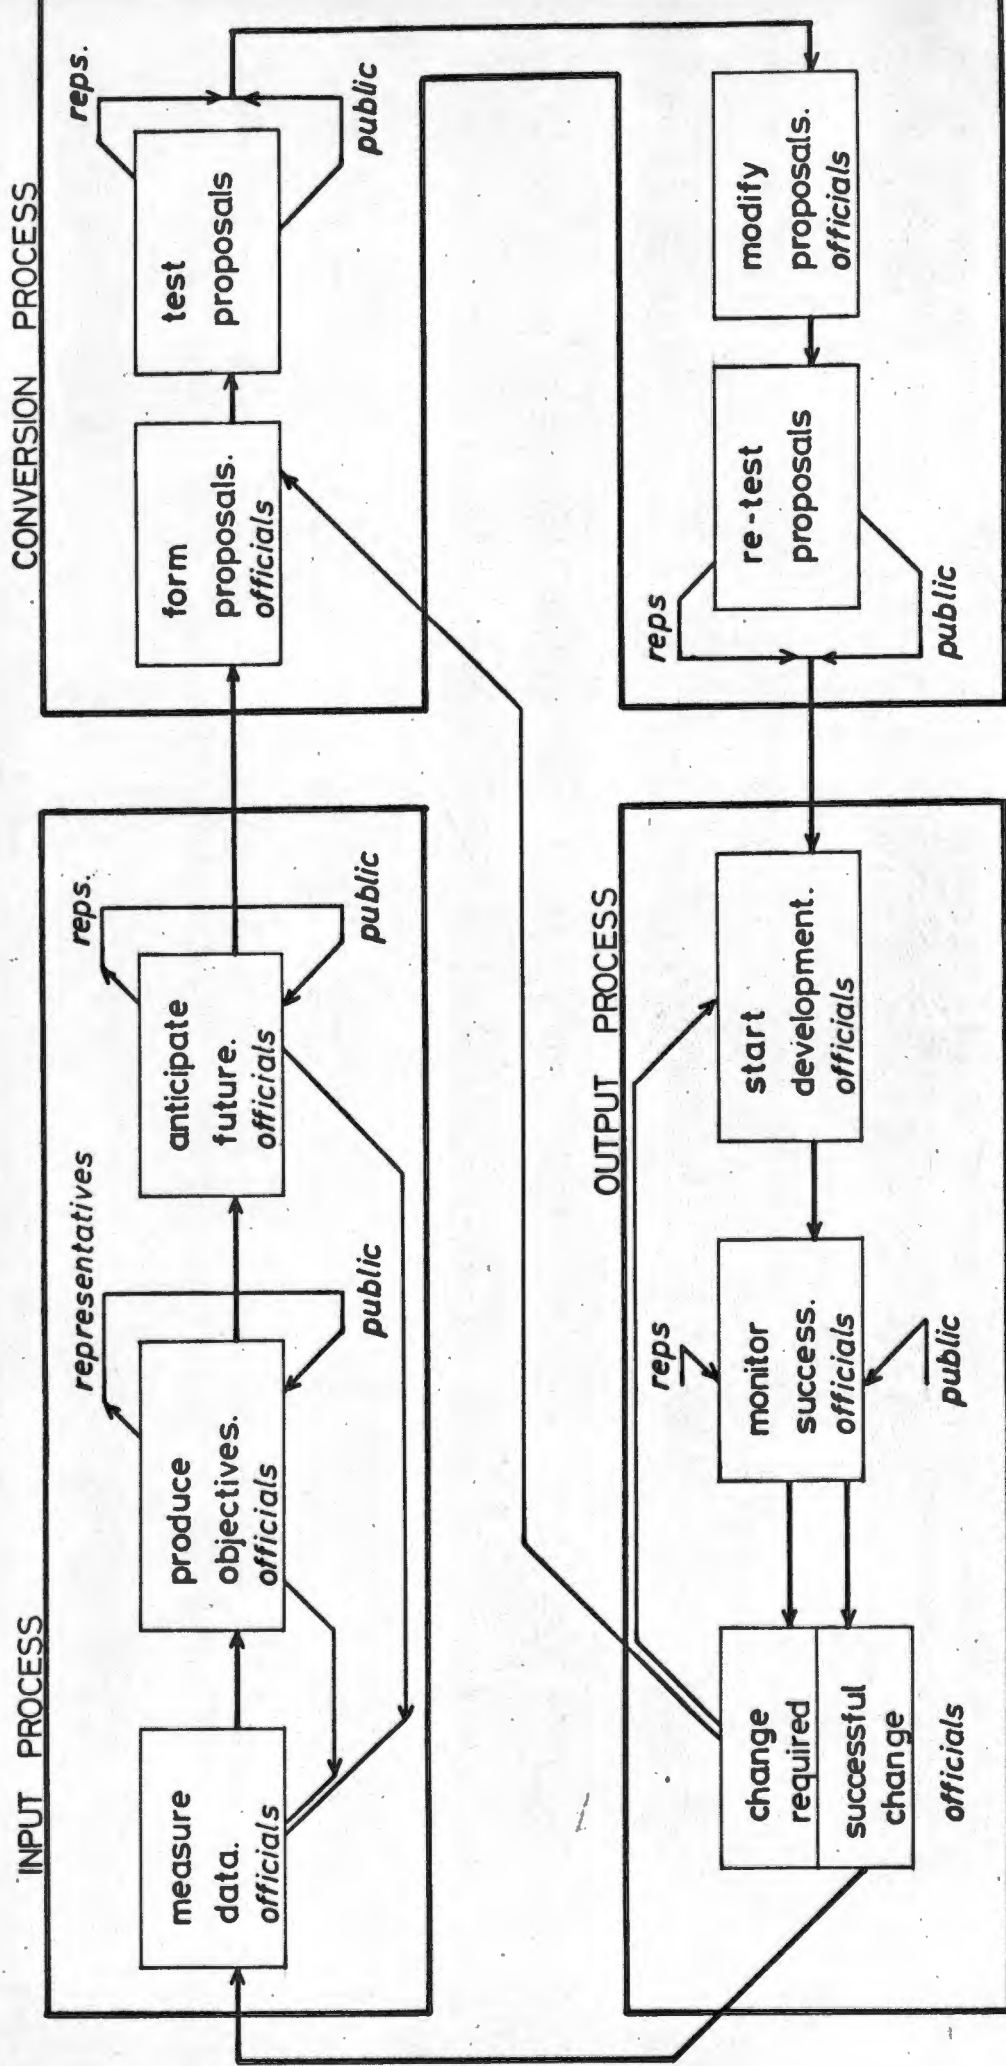 INPUT PROCESS
measure
data.
officials
produce
objectives.
officials
representatives
public
anticipate
future.
officials
reps.
public
CONVERSION PROCESS
form
proposals.
officials
test
proposals
reps.
public
modify
proposals.
officials
re-test
proposals
reps
public
OUTPUT PROCESS
start
development.
officials
monitor
success.
officials
reps
public
change
required
successful
change
officials